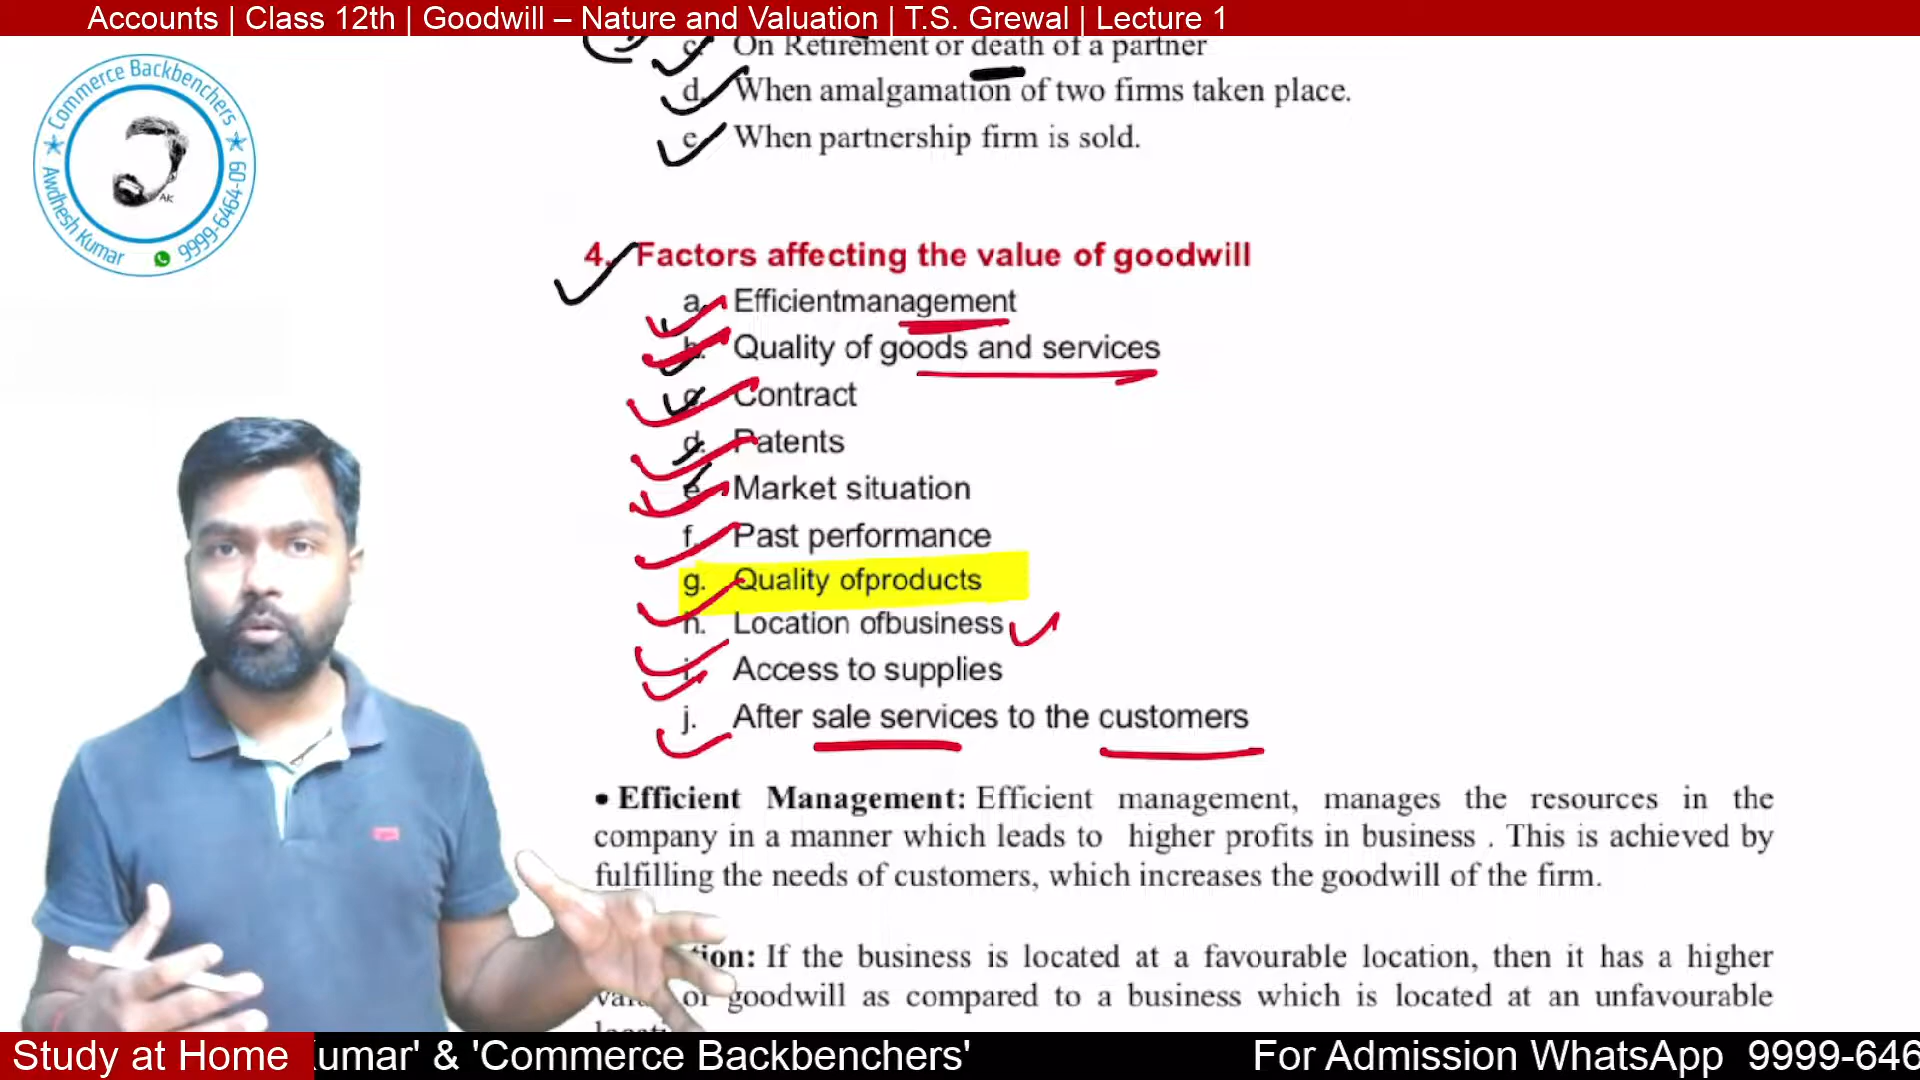 Accounts | Class 12th | Goodwill – Nature and Valuation | T.S. Grewal | Lecture 1
Commerce Backbenchers
Awdhesh Kumar 9999-6464-09
AK
c. On Retirement or death of a partner
d. When amalgamation of two firms taken place.
e. When partnership firm is sold.
4. Factors affecting the value of goodwill
a. Efficientmanagement
b. Quality of goods and services
c. Contract
d. Patents
e. Market situation
f. Past performance
g. Quality ofproducts
h. Location ofbusiness
i. Access to supplies
j. After sale services to the customers
• Efficient Management: Efficient management, manages the resources in the
company in a manner which leads to higher profits in business . This is achieved by
fulfilling the needs of customers, which increases the goodwill of the firm.
tion: If the business is located at a favourable location, then it has a higher
of goodwill as compared to a business which is located at an unfavourable
Study at Home umar' & 'Commerce Backbenchers' For Admission WhatsApp 9999-646